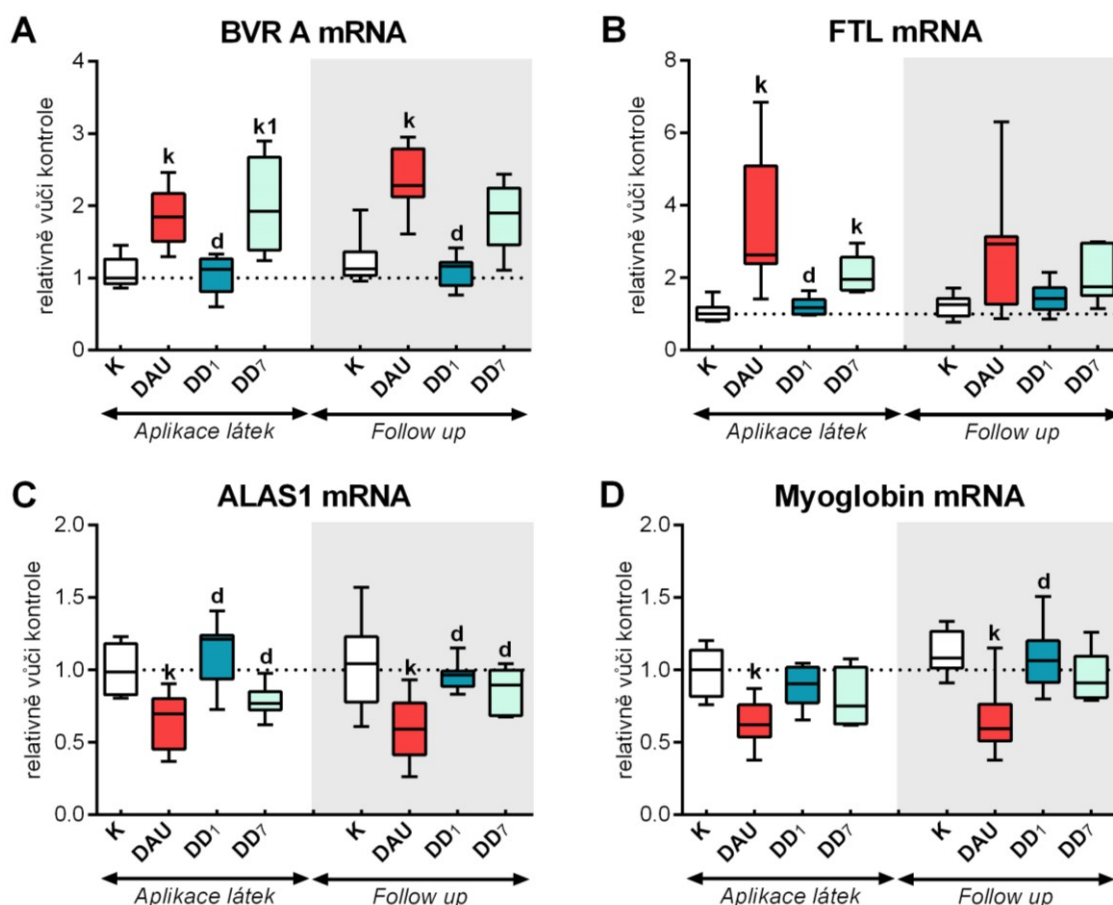 A
BVR A mRNA
relativně vůči kontrole
4
3
2
1
0
k
d
k1
k
d
K DAU DD1 DD7 K DAU DD1 DD7
Aplikace látek Follow up
B
FTL mRNA
relativně vůči kontrole
8
6
4
2
0
k
d
k
K DAU DD1 DD7 K DAU DD1 DD7
Aplikace látek Follow up
C
ALAS1 mRNA
relativně vůči kontrole
2.0
1.5
1.0
0.5
0.0
k
d
d
k
d
d
K DAU DD1 DD7 K DAU DD1 DD7
Aplikace látek Follow up
D
Myoglobin mRNA
relativně vůči kontrole
2.0
1.5
1.0
0.5
0.0
k
k
d
K DAU DD1 DD7 K DAU DD1 DD7
Aplikace látek Follow up